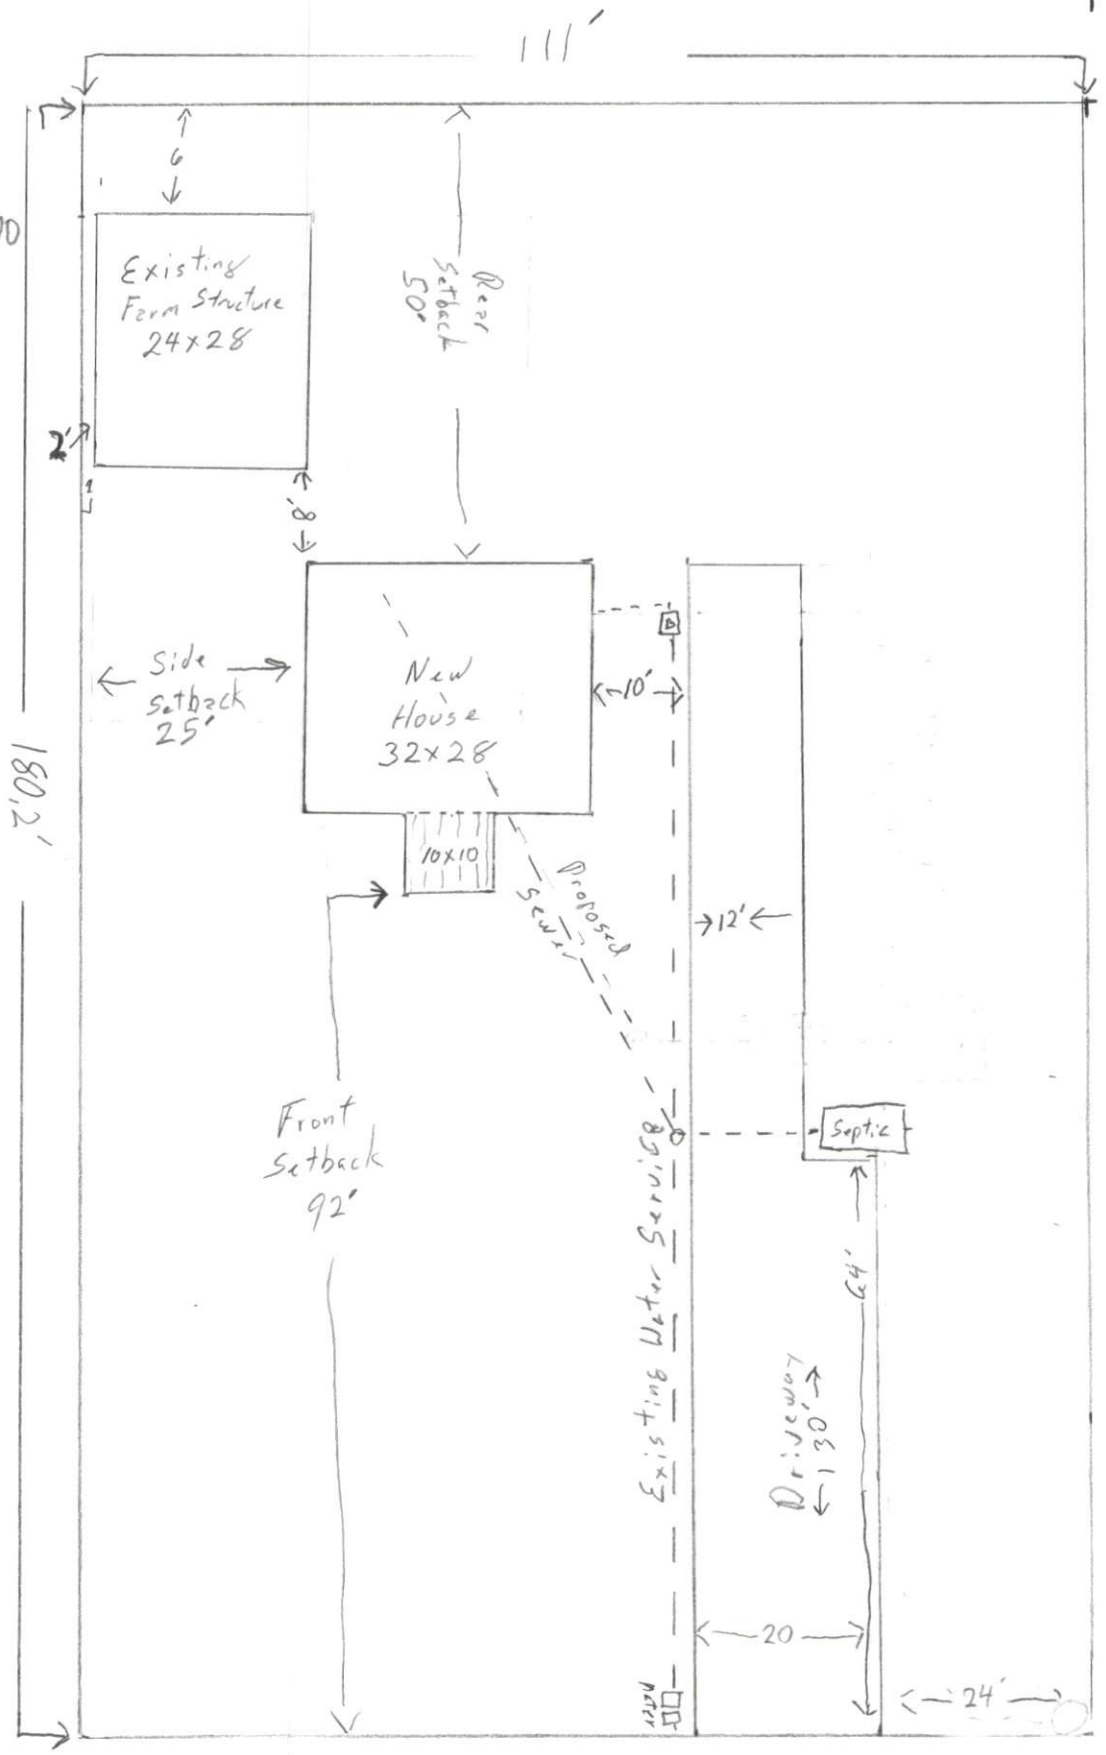 111'
6
Existing
Farm Structure
24x28
Rear
Setback
50'
2'
8'
Side
Setback
25'
New
House
32x28
B
10'
180.2'
10x10
Proposed
Sewer
12'
Front
Setback
92'
Septic
Existing Water Service
64'
Driveway
130'
20
24'